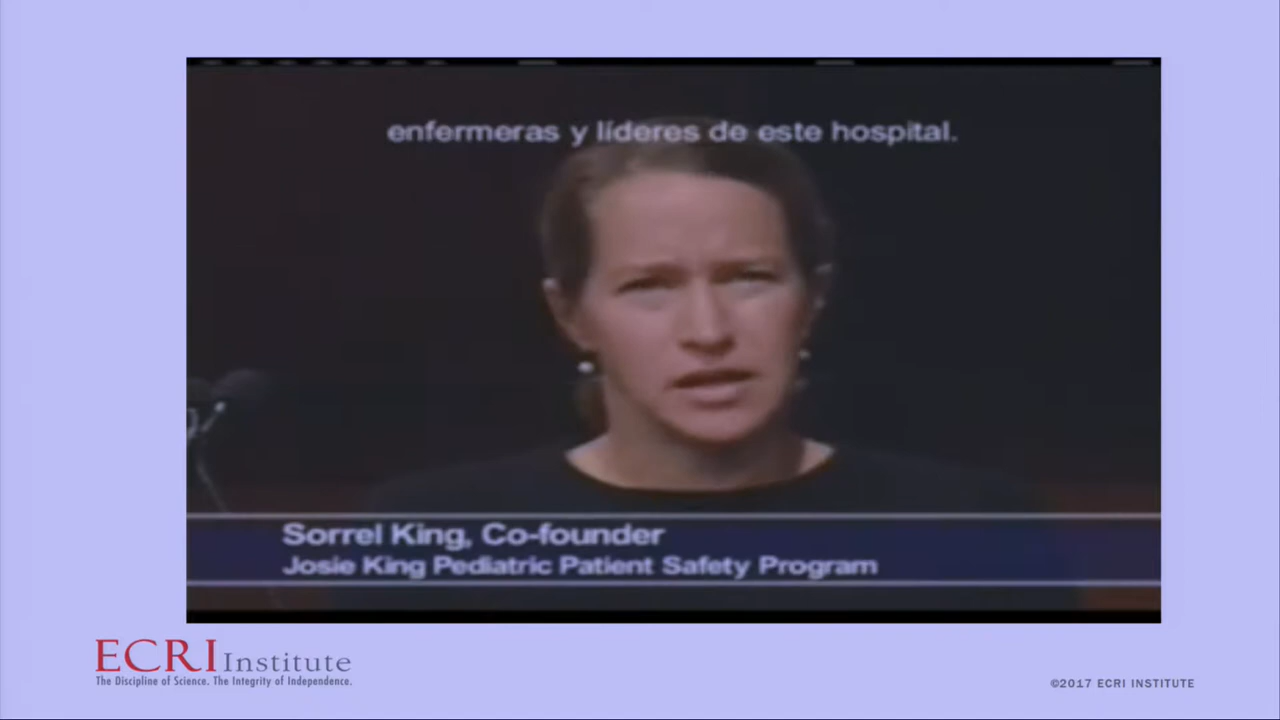 enfermeras y líderes de este hospital.
Sorrel King, Co-founder
Josie King Pediatric Patient Safety Program
ECRI Institute
The Discipline of Science. The Integrity of Independence.
©2017 ECRI INSTITUTE